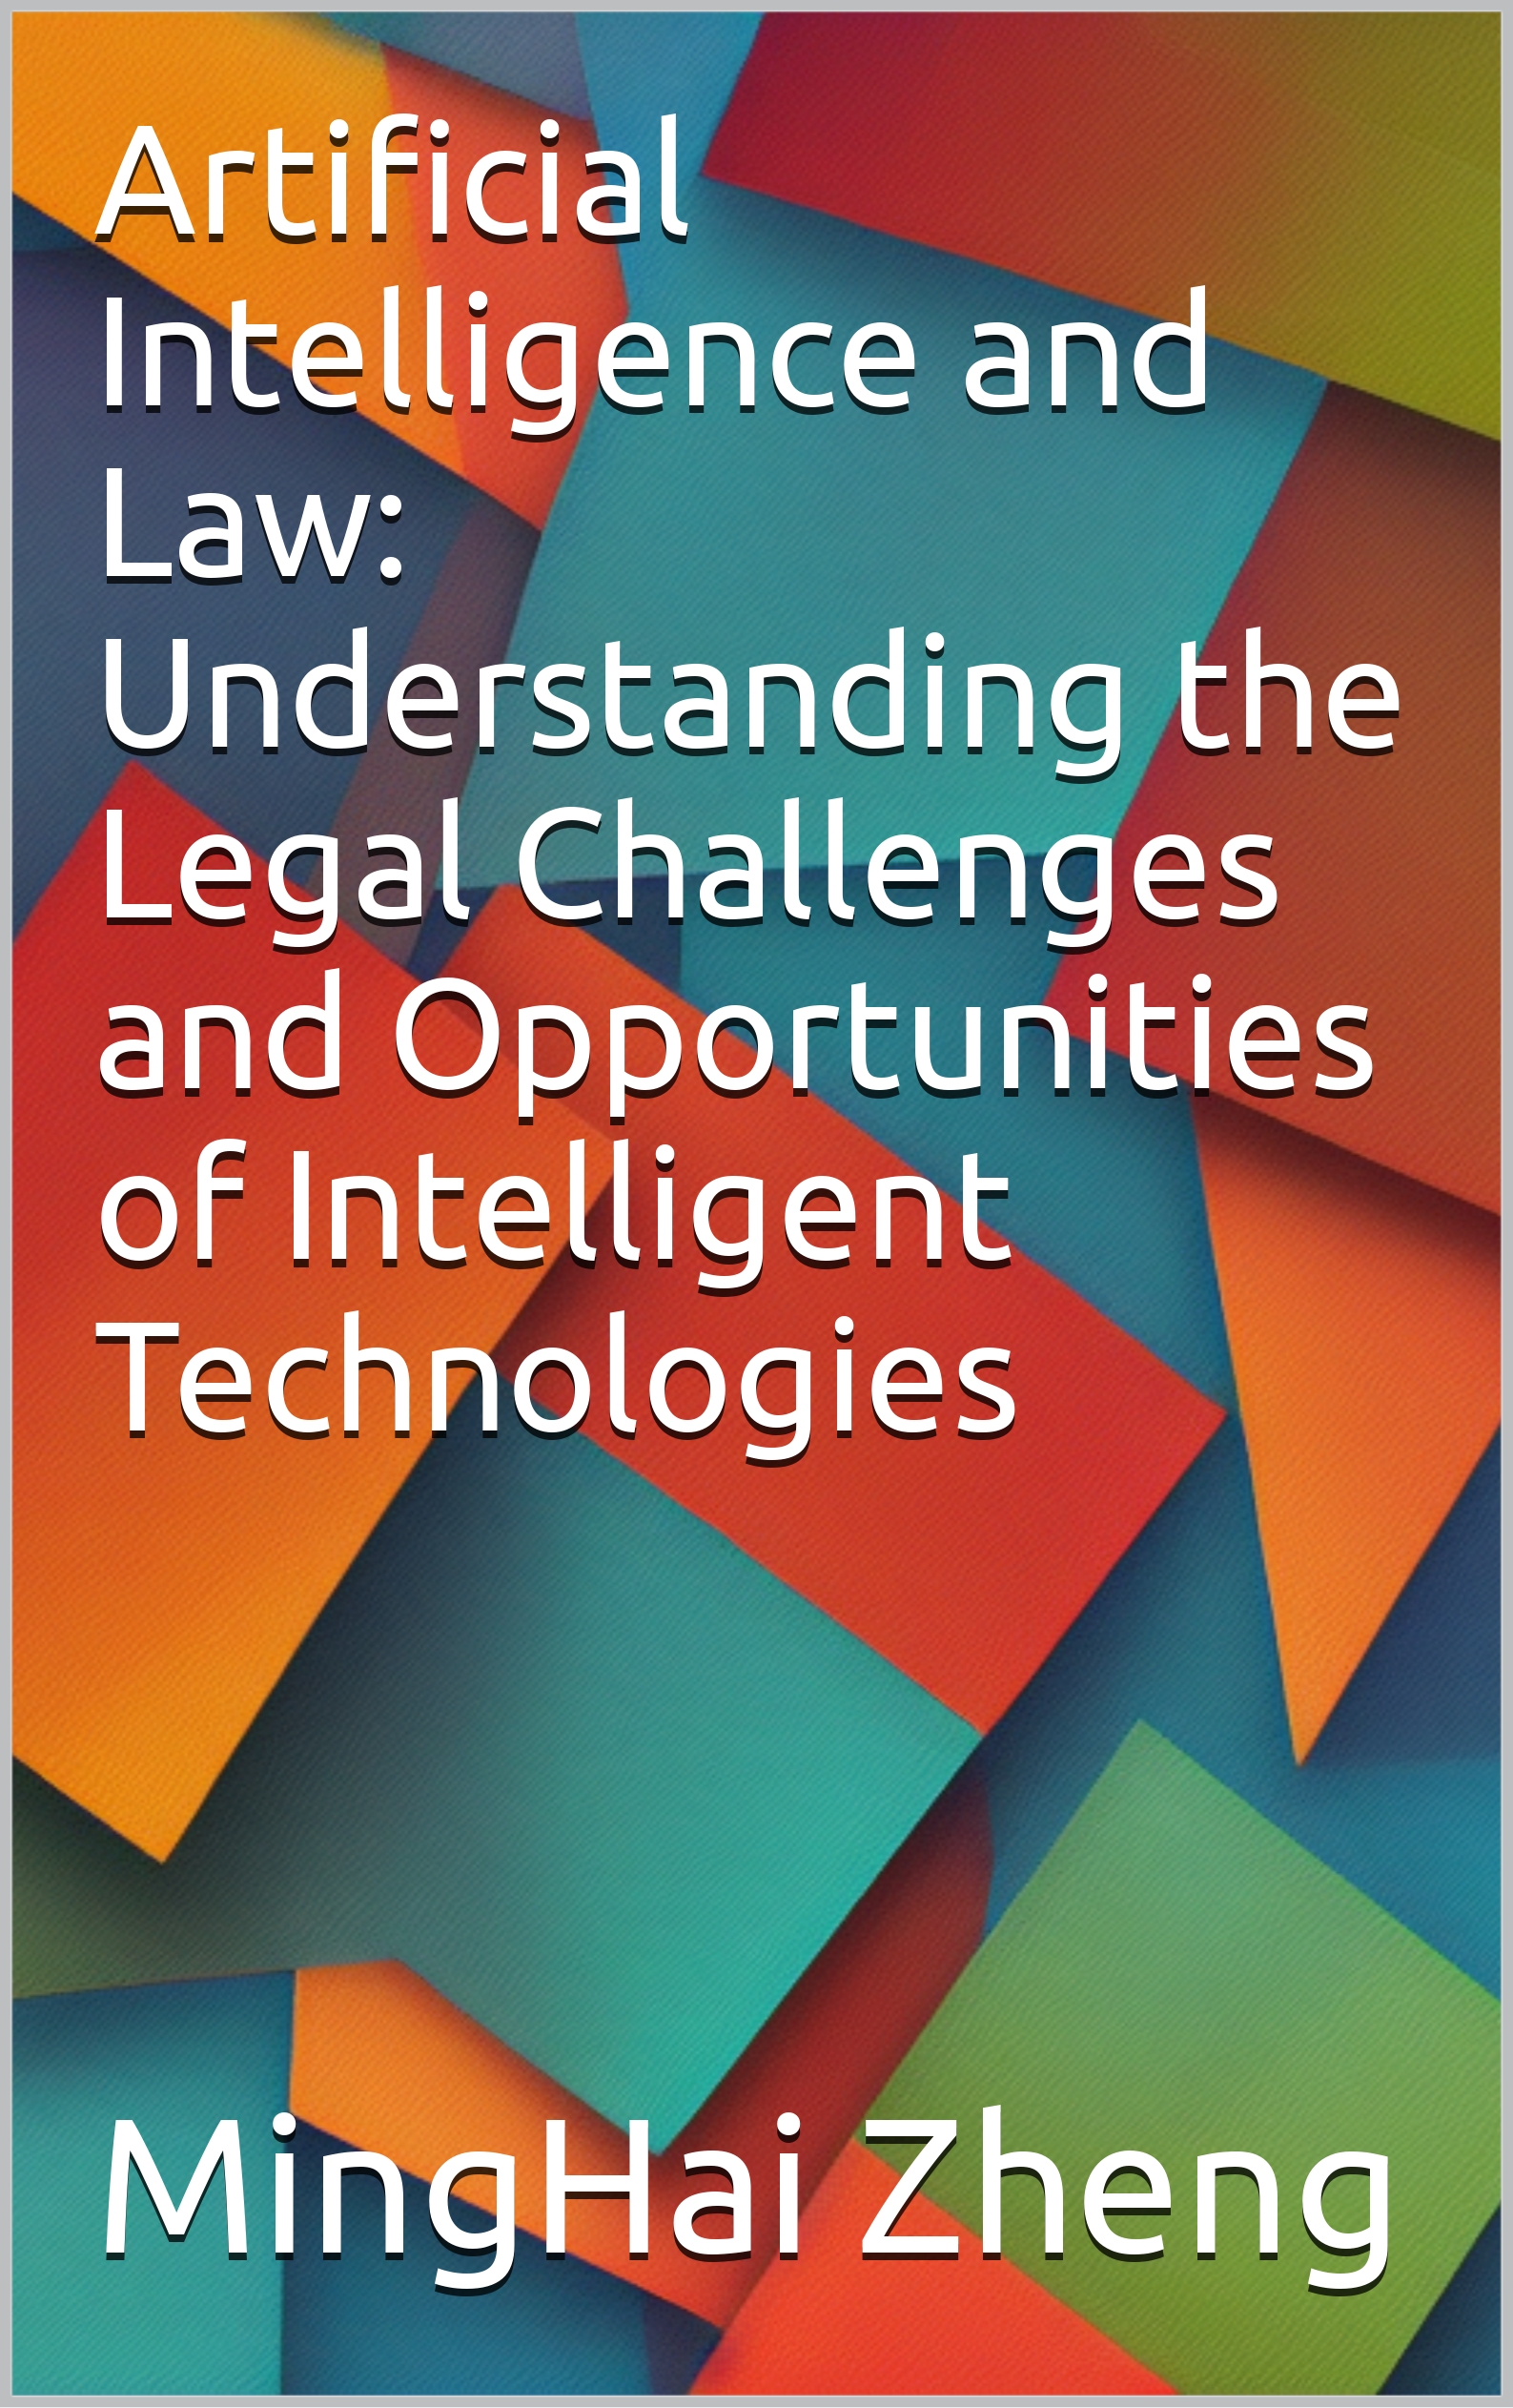 Artificial
Intelligence and
Law:
Understanding the
Legal Challenges
and Opportunities
of Intelligent
Technologies
MingHai Zheng